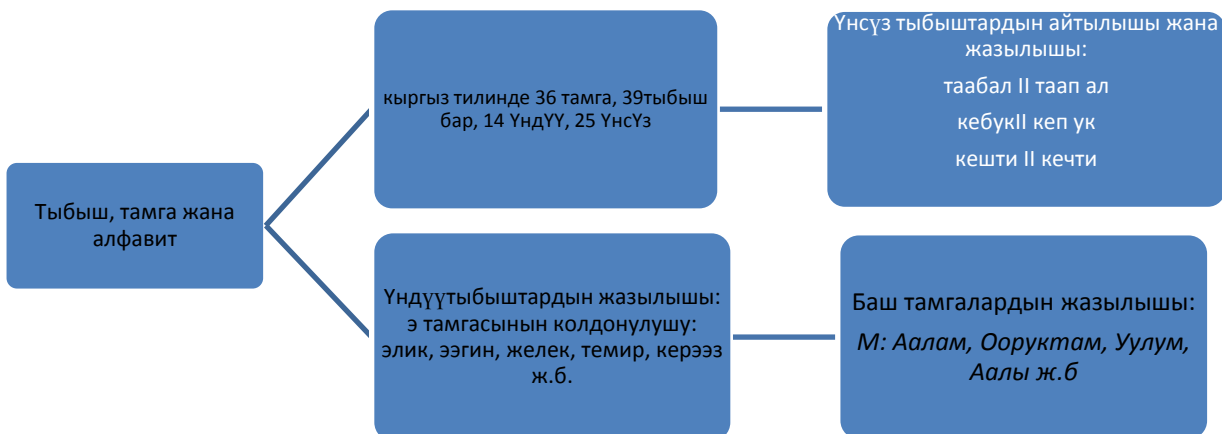 Тыбыш, тамга жана
алфавит
кыргыз тилинде 36 тамга, 39тыбыш
бар, 14 ҮндҮҮ, 25 ҮнсҮз
Үнсүз тыбыштардын айтылышы жана
жазылышы:
таабал II таап ал
кебукII кеп ук
кешти II кечти
Үндүүтыбыштардын жазылышы:
э тамгасынын колдонулушу:
элик, ээгин, желек, темир, керээз
ж.б.
Баш тамгалардын жазылышы:
М: Аалам, Ооруктам, Уулум,
Аалы ж.б